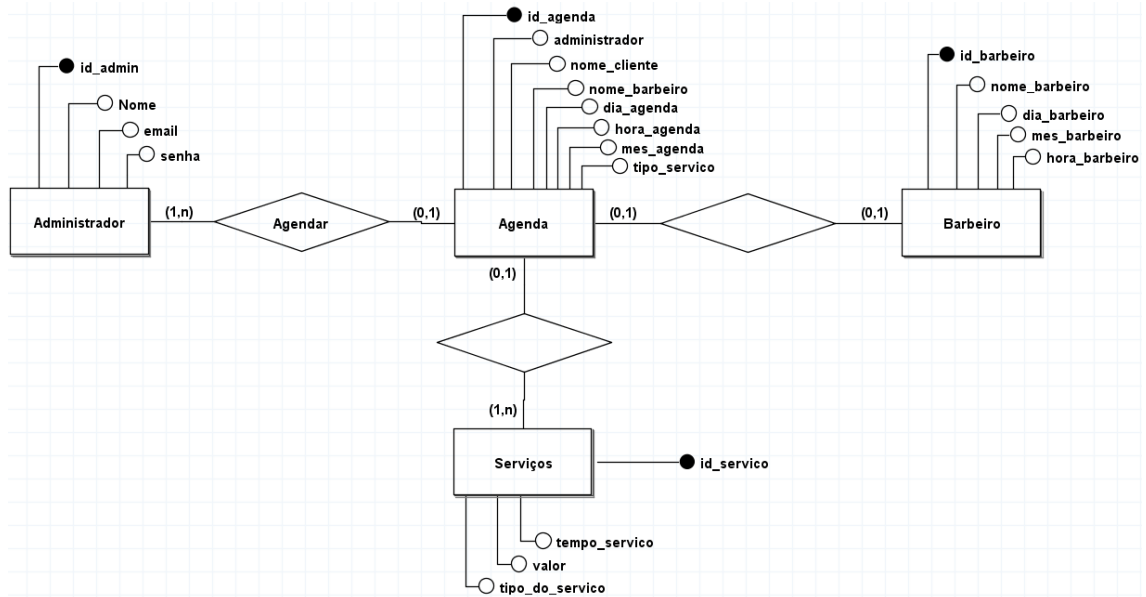 id_admin
Nome
email
senha
Administrador
(1,n)
Agendar
(0,1)
id_agenda
administrador
nome_cliente
nome_barbeiro
dia_agenda
hora_agenda
mes_agenda
tipo_servico
Agenda
(0,1)
(0,1)
id_barbeiro
nome_barbeiro
dia_barbeiro
mes_barbeiro
hora_barbeiro
Barbeiro
(0,1)
(1,n)
Serviços
id_servico
tempo_servico
valor
tipo_do_servico